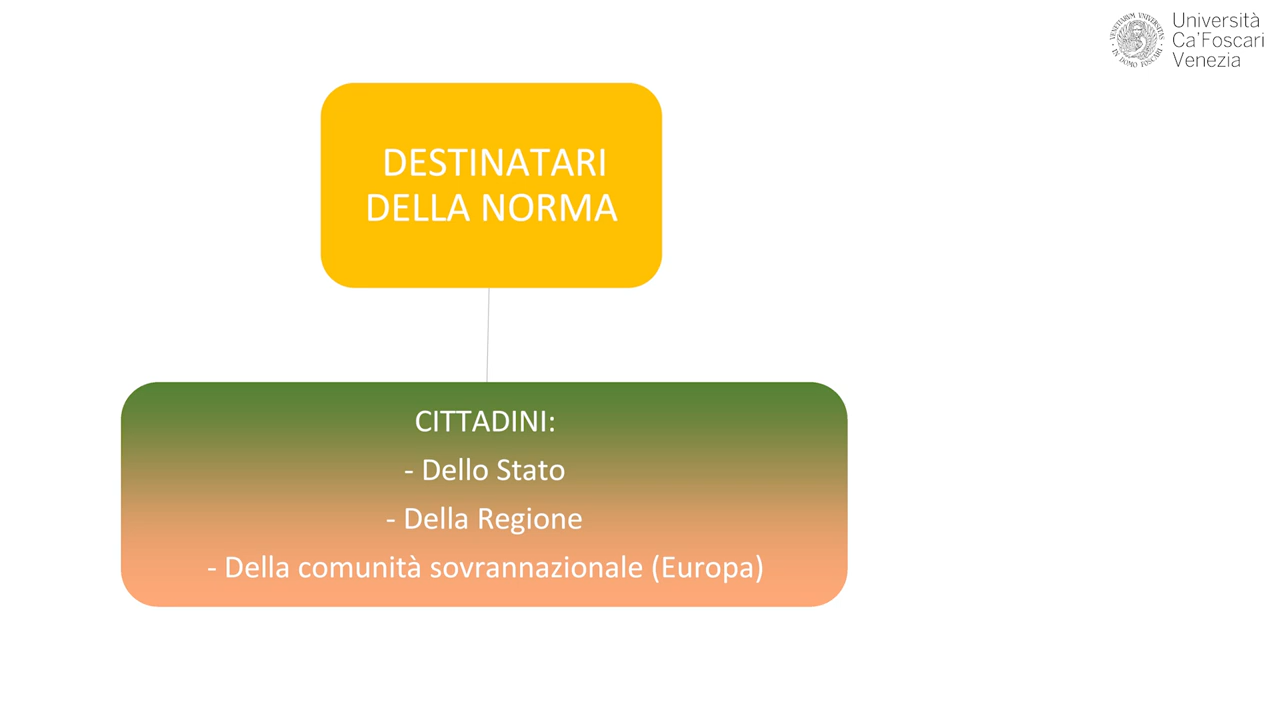 Università
Ca'Foscari
Venezia
DESTINATARI
DELLA NORMA
CITTADINI:
- Dello Stato
- Della Regione
- Della comunità sovrannazionale (Europa)